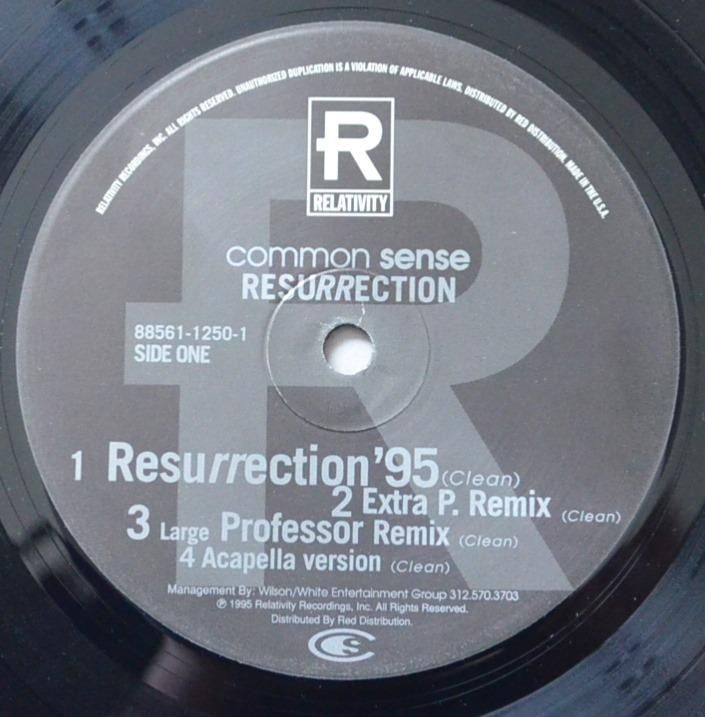 RELATIVITY RECORDINGS, INC. ALL RIGHTS RESERVED. UNAUTHORIZED DUPLICATION IS A VIOLATION OF APPLICABLE LAWS. DISTRIBUTED BY RED DISTRIBUTION. MADE IN THE U.S.A.
R
RELATIVITY
common sense
RESURRECTION
88561-1250-1
SIDE ONE
1 Resurrection '95 (Clean)
2 Extra P. Remix (Clean)
3 Large Professor Remix (Clean)
4 Acapella version (Clean)
Management By: Wilson/White Entertainment Group 312.570.3703
℗ 1995 Relativity Recordings, Inc. All Rights Reserved.
Distributed By Red Distribution.
CS